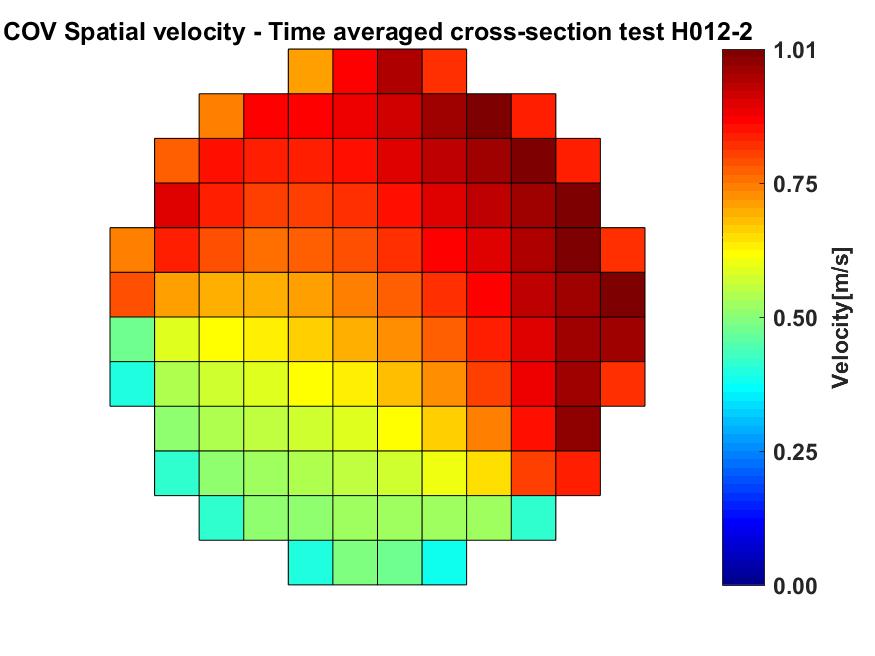 COV Spatial velocity - Time averaged cross-section test H012-2
1.01
0.75
0.50
0.25
0.00
Velocity[m/s]